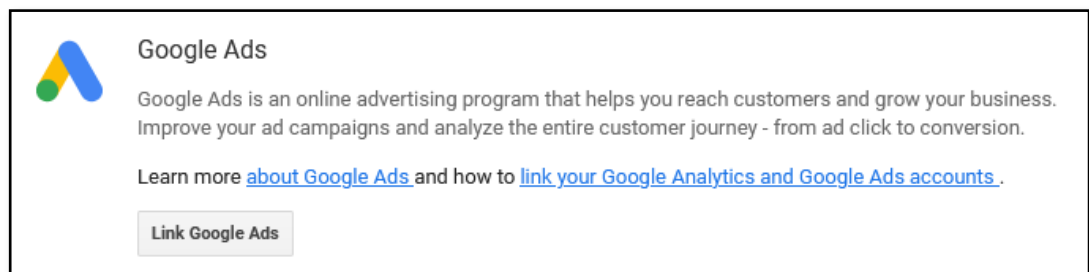 Google Ads
Google Ads is an online advertising program that helps you reach customers and grow your business.
Improve your ad campaigns and analyze the entire customer journey - from ad click to conversion.
Learn more about Google Ads and how to link your Google Analytics and Google Ads accounts .
Link Google Ads